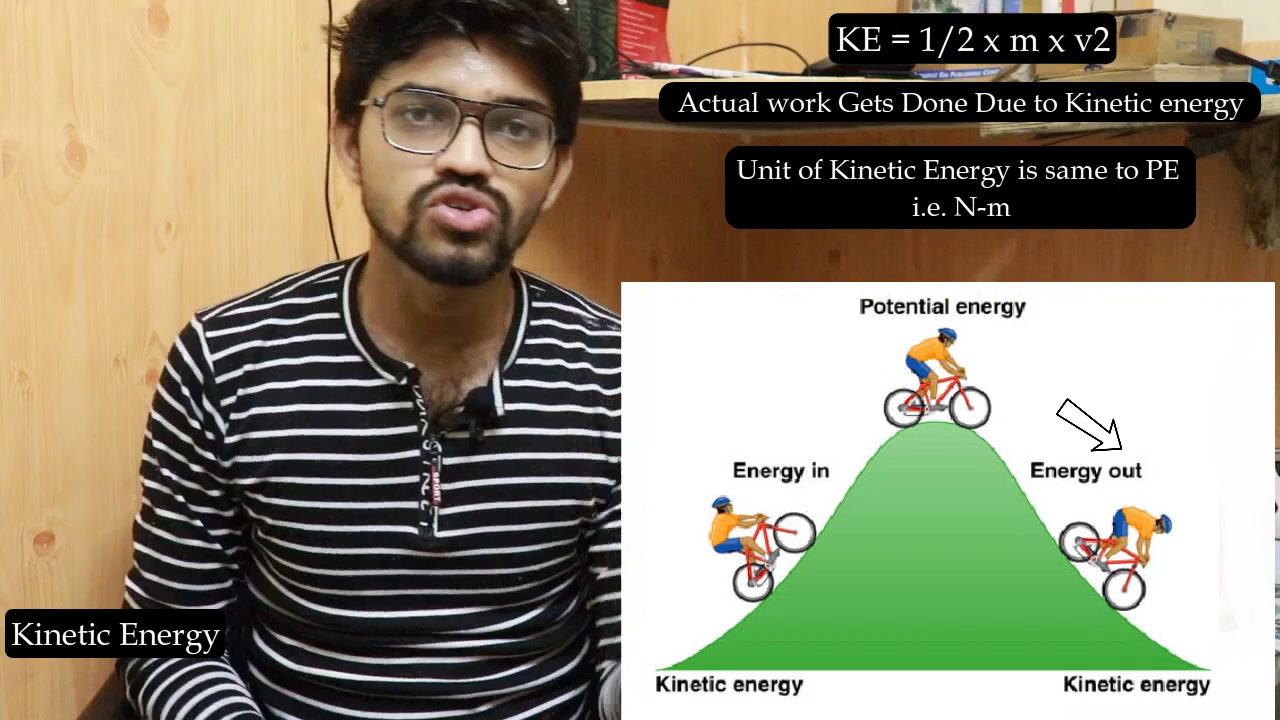 KE = 1/2 x m x v2
Actual work Gets Done Due to Kinetic energy
Unit of Kinetic Energy is same to PE
i.e. N-m
Potential energy
Energy in
Energy out
SPORT
Kinetic Energy
Kinetic energy
Kinetic energy